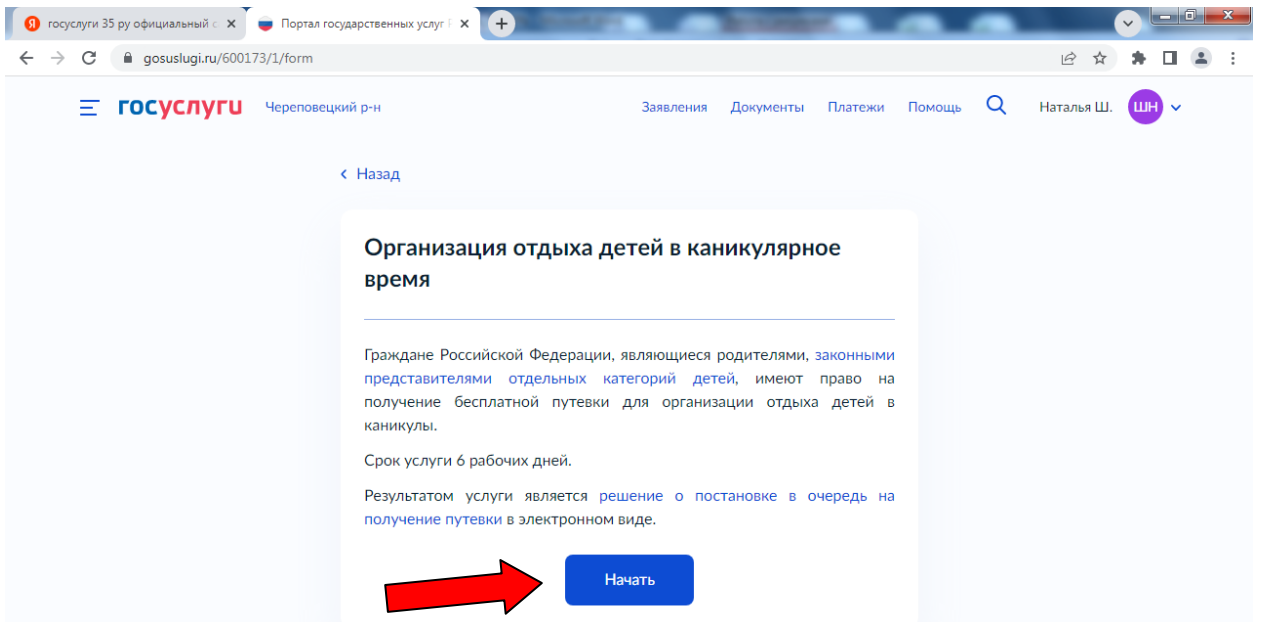 госуслуги 35 ру официальный с
Портал государственных услуг Р
gosuslugi.ru/600173/1/form
госуслуги Череповецкий р-н Заявления Документы Платежи Помощь Наталья Ш. ШН
Назад
Организация отдыха детей в каникулярное
время
Граждане Российской Федерации, являющиеся родителями, законными
представителями отдельных категорий детей, имеют право на
получение бесплатной путевки для организации отдыха детей в
каникулы.
Срок услуги 6 рабочих дней.
Результатом услуги является решение о постановке в очередь на
получение путевки в электронном виде.
Начать